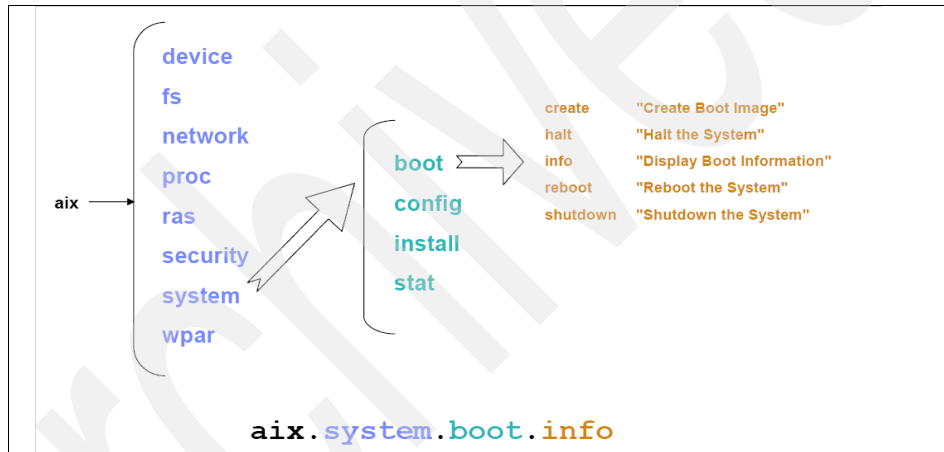 aix
device
fs
network
proc
ras
security
system
wpar
boot
config
install
stat
create "Create Boot Image"
halt "Halt the System"
info "Display Boot Information"
reboot "Reboot the System"
shutdown "Shutdown the System"
aix.system.boot.info